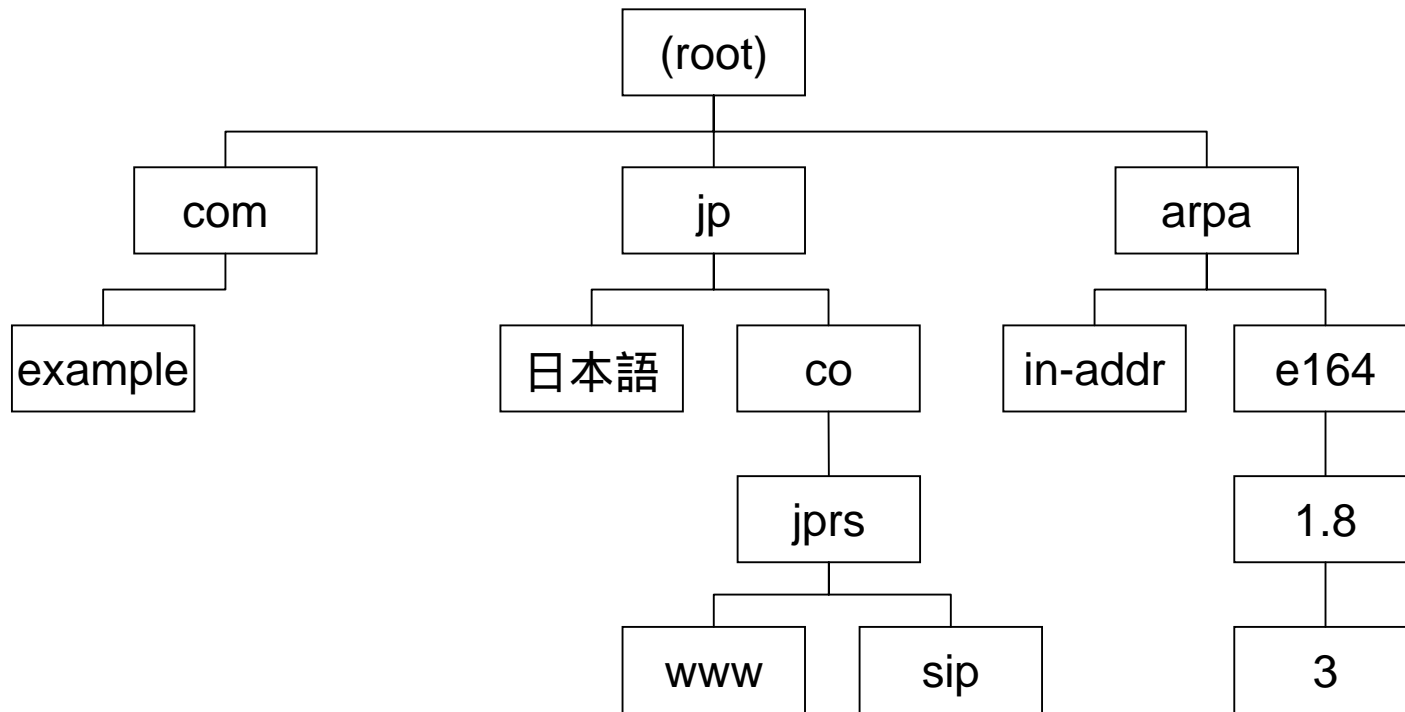 (root)
com
jp
arpa
example
日本語
co
in-addr
e164
jprs
1.8
www
sip
3